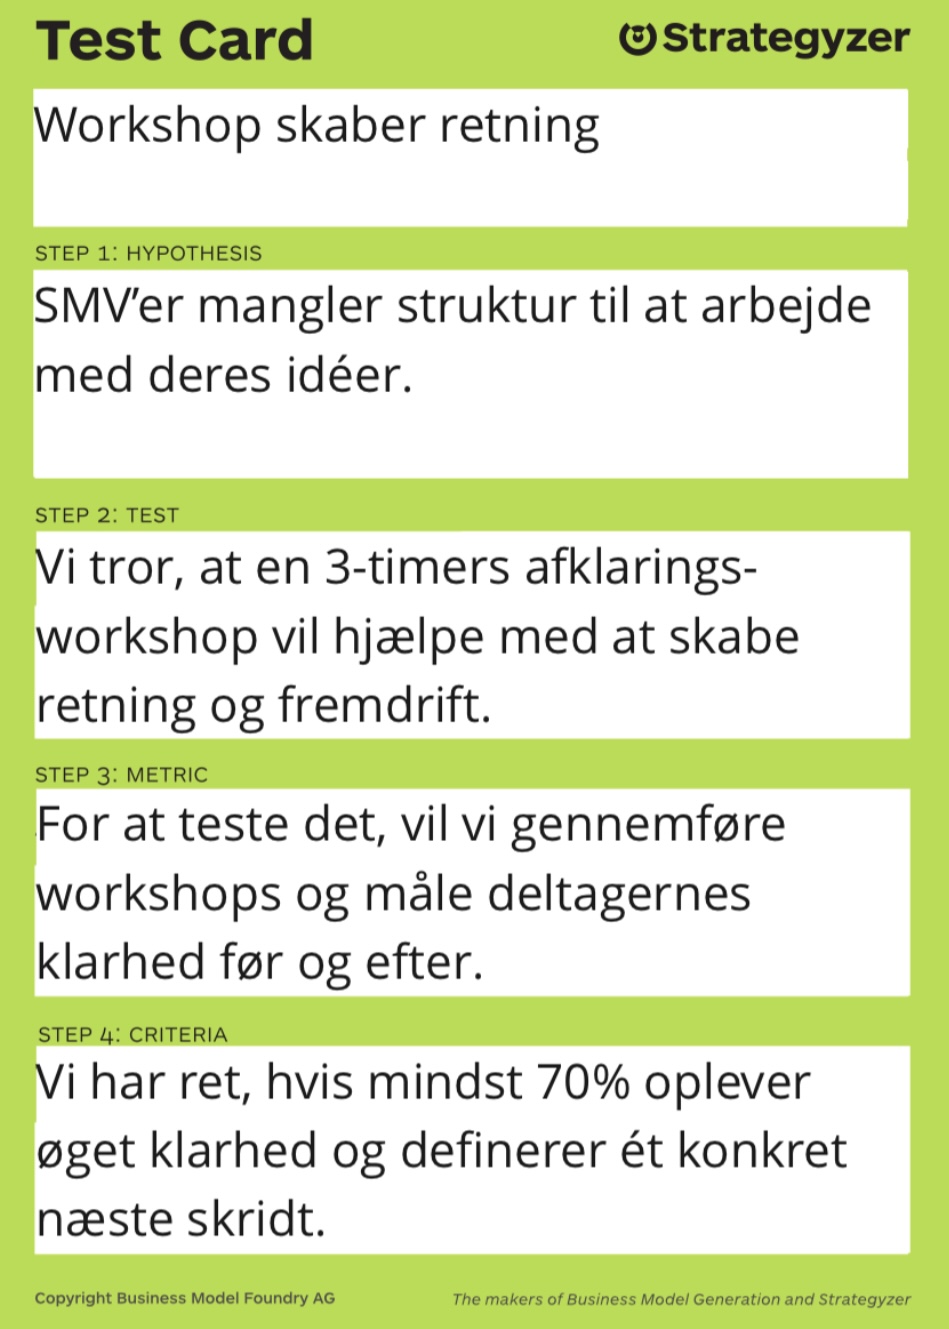 Test Card
Strategyzer
Workshop skaber retning
STEP 1: HYPOTHESIS
SMV’er mangler struktur til at arbejde
med deres idéer.
STEP 2: TEST
Vi tror, at en 3-timers afklarings-
workshop vil hjælpe med at skabe
retning og fremdrift.
STEP 3: METRIC
For at teste det, vil vi gennemføre
workshops og måle deltagernes
klarhed før og efter.
STEP 4: CRITERIA
Vi har ret, hvis mindst 70% oplever
øget klarhed og definerer ét konkret
næste skridt.
Copyright Business Model Foundry AG
The makers of Business Model Generation and Strategyzer